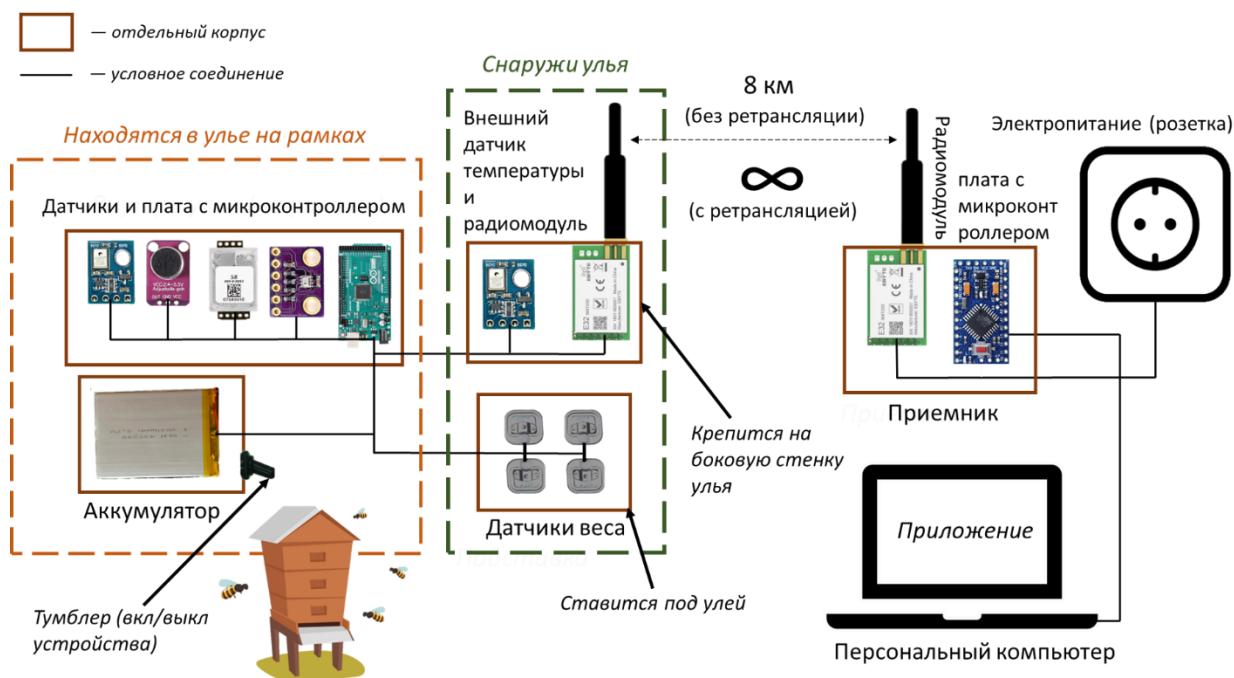 — отдельный корпус
— условное соединение
Находятся в улье на рамках
Датчики и плата с микроконтроллером
Аккумулятор
Тумблер (вкл/выкл
устройства)
Снаружи улья
Внешний
датчик
температуры
и
радиомодуль
E32
Датчики веса
Крепится на
боковую стенку
улья
Ставится под улей
8 км
(без ретрансляции)
(с ретрансляцией)
Радиомодуль
плата с
микроконт
роллером
E32
Приемник
Электропитание (розетка)
Приложение
Персональный компьютер